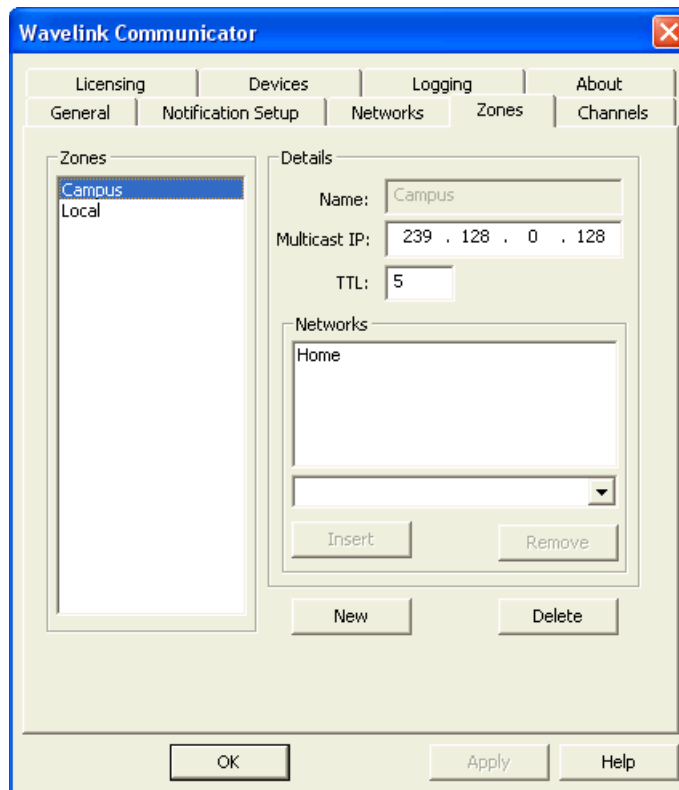 Wavelink Communicator
Licensing Devices Logging About
General Notification Setup Networks Zones Channels
Zones
Campus
Local
Details
Name: Campus
Multicast IP: 239 . 128 . 0 . 128
TTL: 5
Networks
Home
Insert Remove
New Delete
OK Apply Help